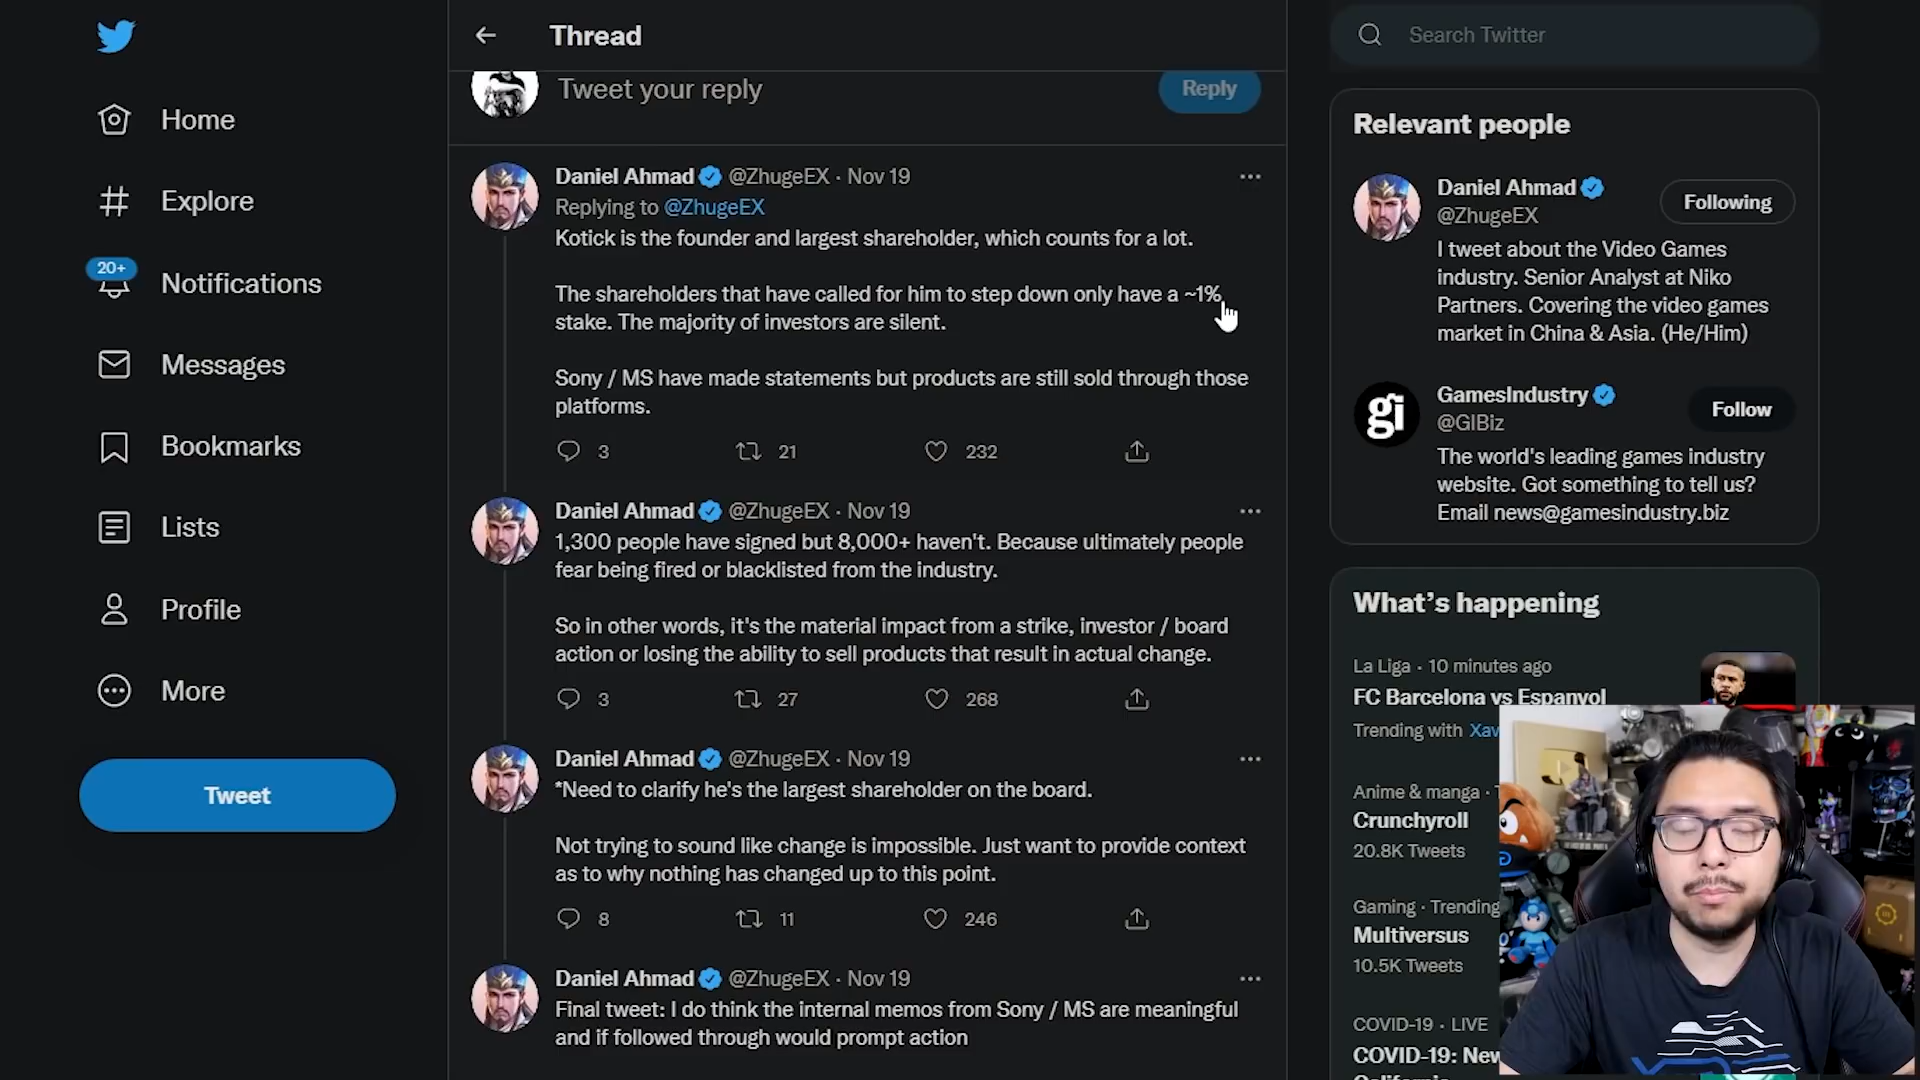 Home
Explore
20+
Notifications
Messages
Bookmarks
Lists
Profile
More
Tweet
Thread
Tweet your reply
Reply
Daniel Ahmad @ZhugeEX · Nov 19
Replying to @ZhugeEX
Kotick is the founder and largest shareholder, which counts for a lot.
The shareholders that have called for him to step down only have a ~1%
stake. The majority of investors are silent.
Sony / MS have made statements but products are still sold through those
platforms.
3 21 232
Daniel Ahmad @ZhugeEX · Nov 19
1,300 people have signed but 8,000+ haven't. Because ultimately people
fear being fired or blacklisted from the industry.
So in other words, it's the material impact from a strike, investor / board
action or losing the ability to sell products that result in actual change.
3 27 268
Daniel Ahmad @ZhugeEX · Nov 19
*Need to clarify he's the largest shareholder on the board.
Not trying to sound like change is impossible. Just want to provide context
as to why nothing has changed up to this point.
8 11 246
Daniel Ahmad @ZhugeEX · Nov 19
Final tweet: I do think the internal memos from Sony / MS are meaningful
and if followed through would prompt action
Search Twitter
Relevant people
Daniel Ahmad
@ZhugeEX
Following
I tweet about the Video Games
industry. Senior Analyst at Niko
Partners. Covering the video games
market in China & Asia. (He/Him)
gi
GamesIndustry
@GIBiz
Follow
The world's leading games industry
website. Got something to tell us?
Email news@gamesindustry.biz
What's happening
La Liga · 10 minutes ago
FC Barcelona vs Espanyol
Trending with Xav
Anime & manga ·
Crunchyroll
20.8K Tweets
Gaming · Trending
Multiversus
10.5K Tweets
COVID-19 · LIVE
COVID-19: New